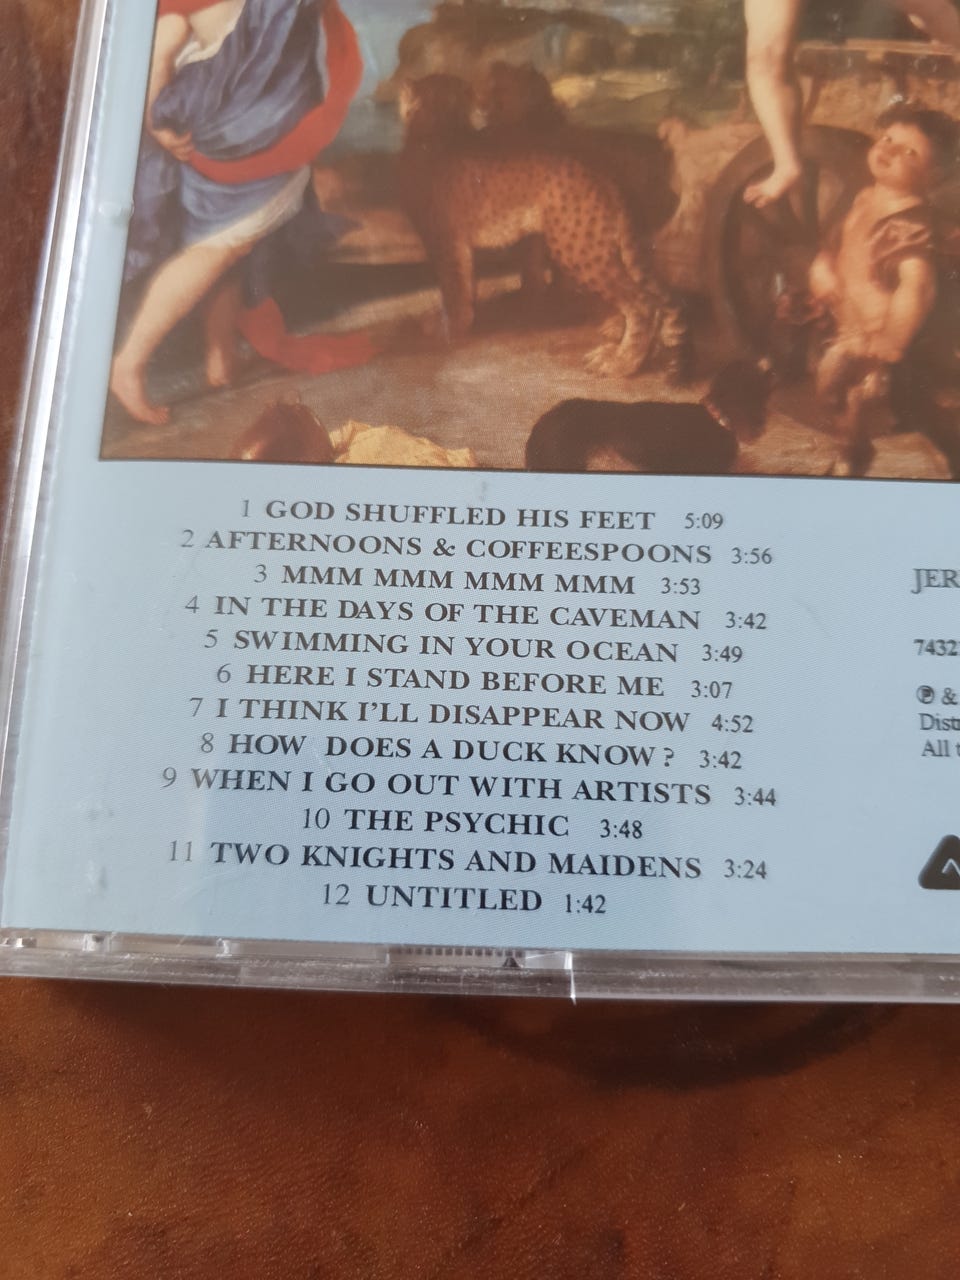 1 GOD SHUFFLED HIS FEET 5:09
2 AFTERNOONS & COFFEESPOONS 3:56
3 MMM MMM MMM MMM 3:53
4 IN THE DAYS OF THE CAVEMAN 3:42
5 SWIMMING IN YOUR OCEAN 3:49
6 HERE I STAND BEFORE ME 3:07
7 I THINK I'LL DISAPPEAR NOW 4:52
8 HOW DOES A DUCK KNOW? 3:42
9 WHEN I GO OUT WITH ARTISTS 3:44
10 THE PSYCHIC 3:48
11 TWO KNIGHTS AND MAIDENS 3:24
12 UNTITLED 1:42
JER
7432
℗ &
Dist
All t